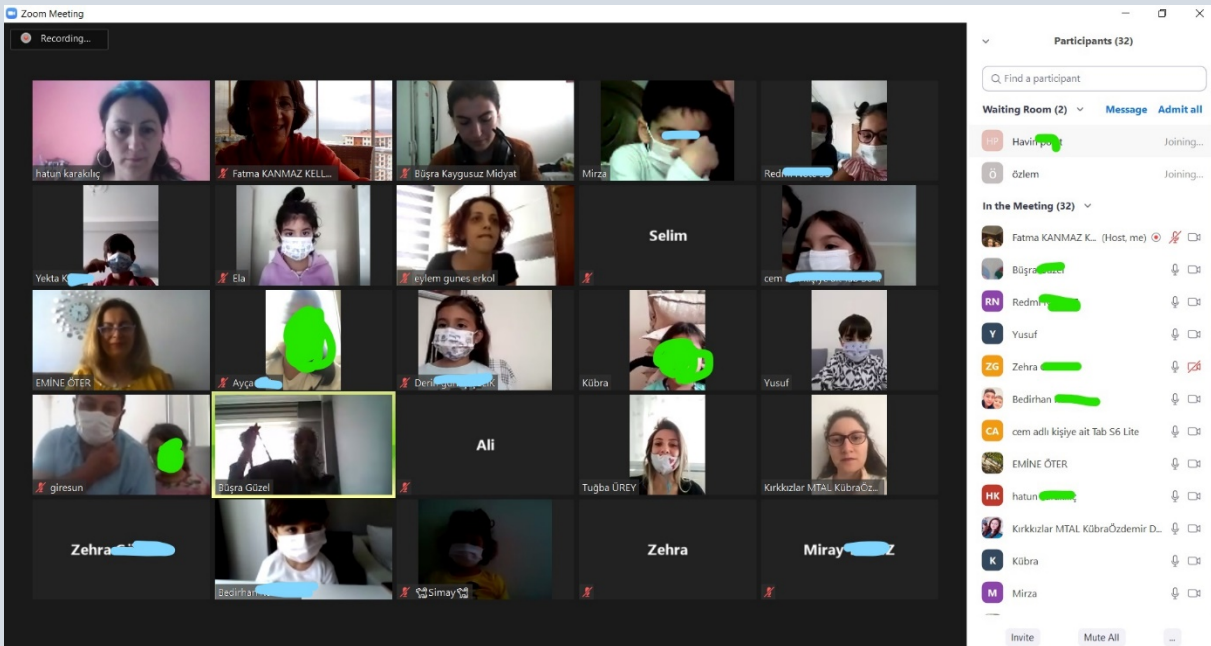 Zoom Meeting
Recording...
hatun karakılıç
Fatma KANMAZ KELL...
Büşra Kaygusuz Midyat
Mirza
Yekta
Ela
eylem gunes erkol
Selim
cem
EMİNE ÖTER
Ayça
Kübra
Yusuf
giresun
Büşra Güzel
Ali
Tuğba ÜREY
Kırkkızlar MTAL KübraÖz...
Zehra
Bedirhan
Simay
Zehra
Miray
Participants (32)
Find a participant
Waiting Room (2) Message Admit all
HP Havin Joining...
Ö özlem Joining...
In the Meeting (32)
Fatma KANMAZ K... (Host, me)
Büşra
RN Redmi
Y Yusuf
ZG Zehra
Bedirhan
CA cem adlı kişiye ait Tab S6 Lite
EMİNE ÖTER
HK hatun
Kırkkızlar MTAL KübraÖzdemir D...
K Kübra
M Mirza
Invite Mute All ...